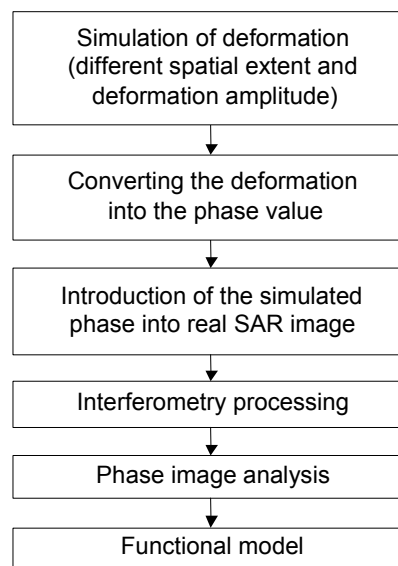 Simulation of deformation
(different spatial extent and
deformation amplitude)
Converting the deformation
into the phase value
Introduction of the simulated
phase into real SAR image
Interferometry processing
Phase image analysis
Functional model